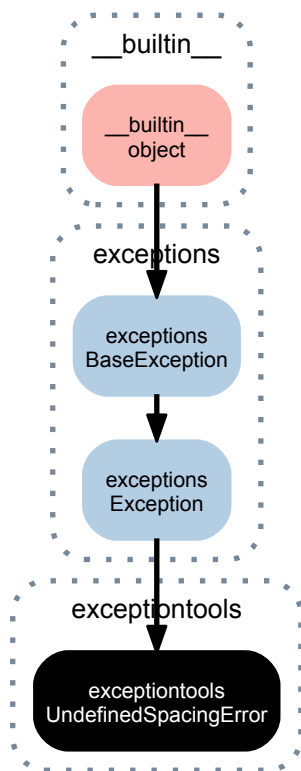 __builtin__
__builtin__
object
exceptions
exceptions
BaseException
exceptions
Exception
exceptiontools
exceptiontools
UndefinedSpacingError